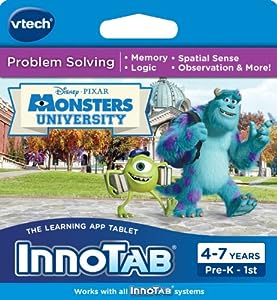 vtech®
Problem Solving
• Memory • Spatial Sense
• Logic • Observation & More!
Disney • PIXAR
MONSTERS
UNIVERSITY
THE LEARNING APP TABLET
INNOTAB®
4-7 YEARS
Pre-K - 1st
Works with all INNOTAB® systems